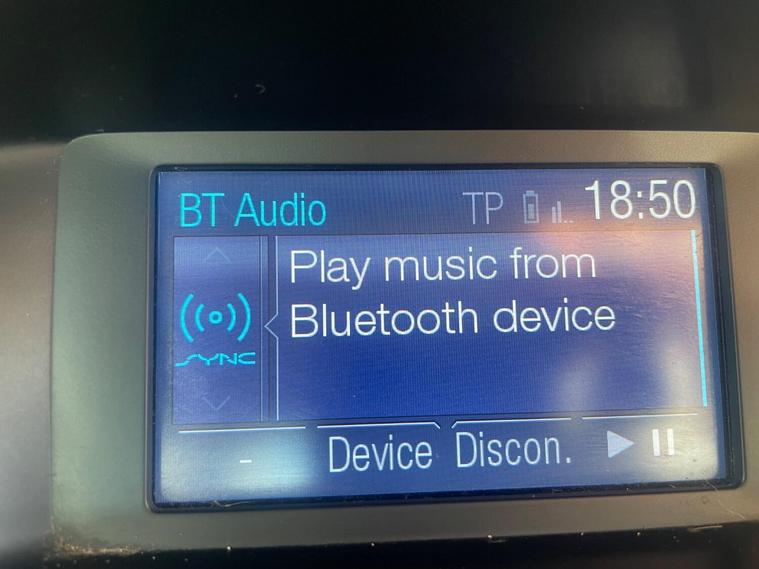 BT Audio TP 18:50
Play music from
Bluetooth device
SYNC
- Device Discon.